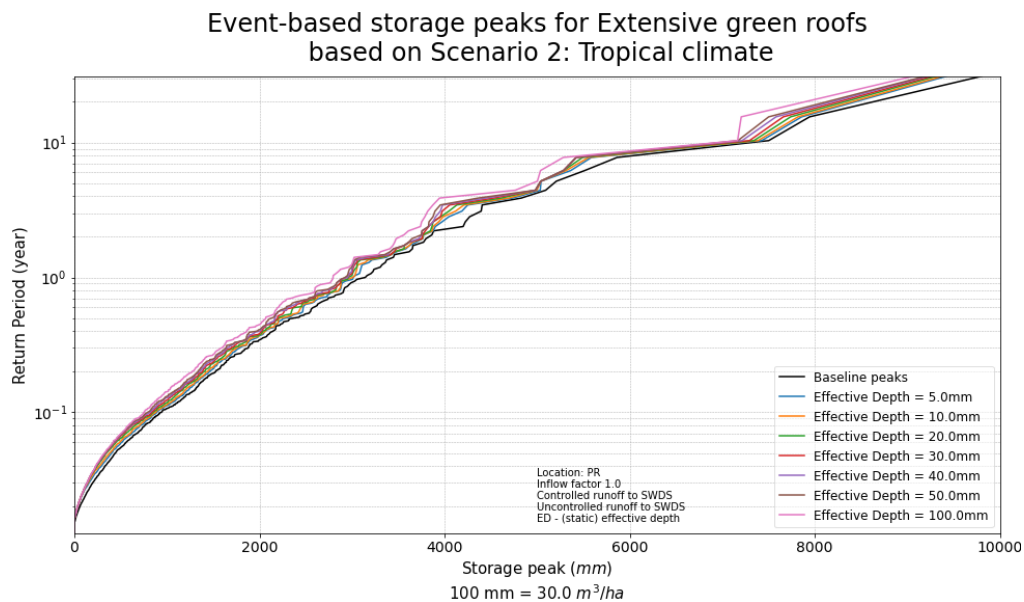 Event-based storage peaks for Extensive green roofs
based on Scenario 2: Tropical climate
Return Period (year)
10¹
10⁰
10⁻¹
Baseline peaks
Effective Depth = 5.0mm
Effective Depth = 10.0mm
Effective Depth = 20.0mm
Effective Depth = 30.0mm
Effective Depth = 40.0mm
Effective Depth = 50.0mm
Effective Depth = 100.0mm
Location: PR
Inflow factor 1.0
Controlled runoff to SWDS
Uncontrolled runoff to SWDS
ED - (static) effective depth
0 2000 4000 6000 8000 10000
Storage peak (mm)
100 mm = 30.0 m³/ha